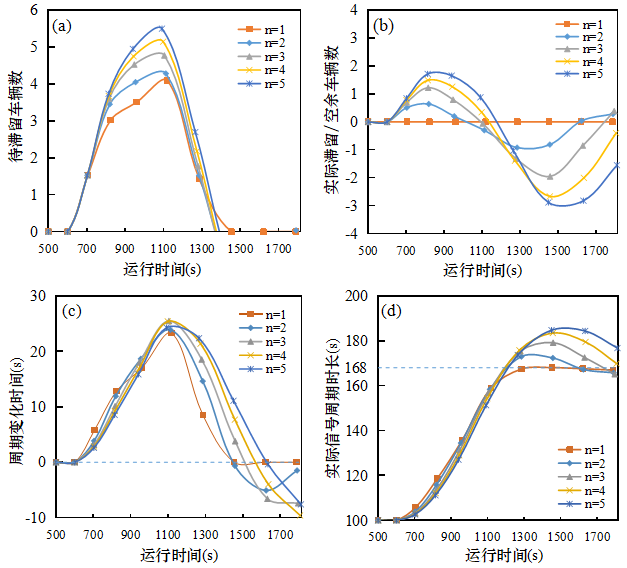 (a)
待滞留车辆数
6
5
4
3
2
1
0
n=1
n=2
n=3
n=4
n=5
500 700 900 1100 1300 1500 1700
运行时间(s)
(b)
实际滞留/空余车辆数
4
3
2
1
0
-1
-2
-3
-4
n=1
n=2
n=3
n=4
n=5
500 700 900 1100 1300 1500 1700
运行时间(s)
(c)
周期变化时间(s)
30
20
10
0
-10
n=1
n=2
n=3
n=4
n=5
500 700 900 1100 1300 1500 1700
运行时间(s)
(d)
实际信号周期时长(s)
200
180
168
160
140
120
100
n=1
n=2
n=3
n=4
n=5
500 700 900 1100 1300 1500 1700
运行时间(s)